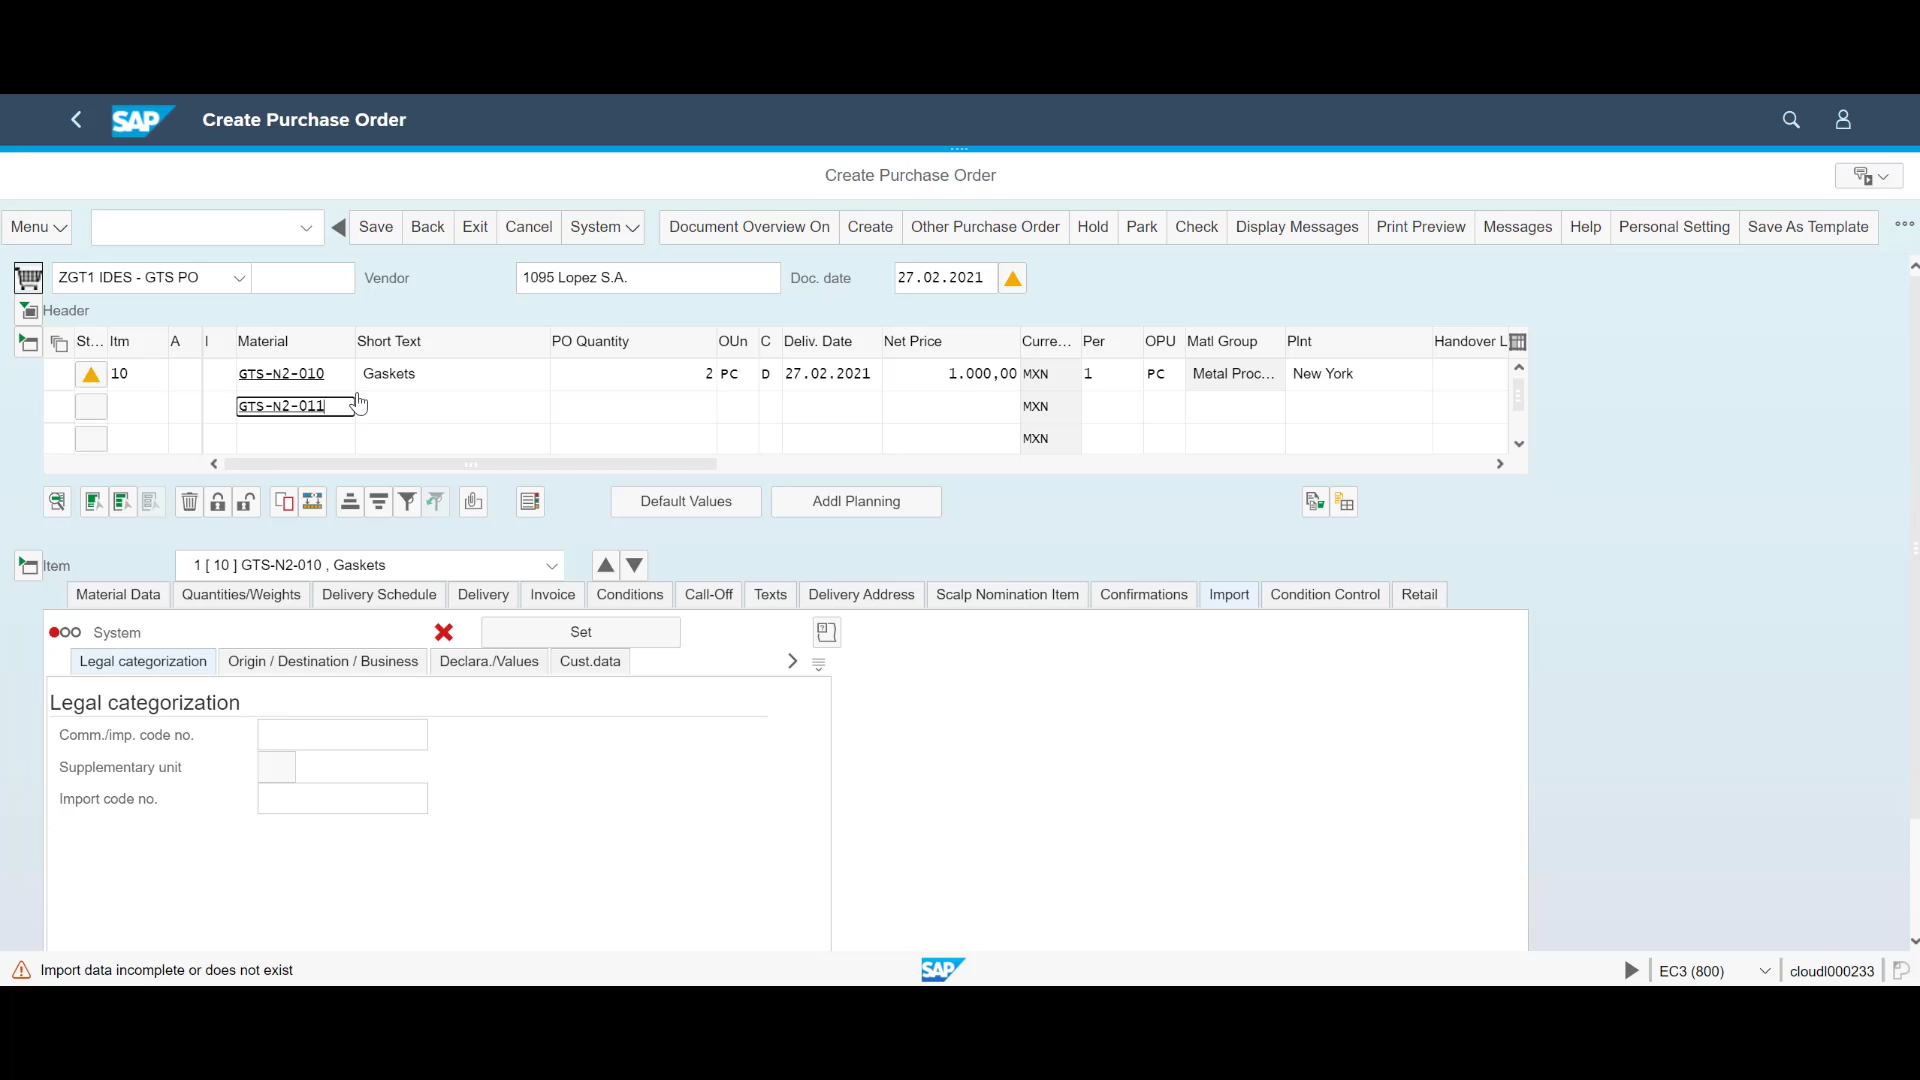 SAP Create Purchase Order
Create Purchase Order
Menu Save Back Exit Cancel System Document Overview On Create Other Purchase Order Hold Park Check Display Messages Print Preview Messages Help Personal Setting Save As Template
ZGT1 IDES - GTS PO Vendor 1095 Lopez S.A. Doc. date 27.02.2021
Header
St... Itm A I Material Short Text PO Quantity OUn C Deliv. Date Net Price Curre... Per OPU Matl Group Plnt Handover L
10 GTS-N2-010 Gaskets 2 PC D 27.02.2021 1.000,00 MXN 1 PC Metal Proc... New York
GTS-N2-011 MXN
MXN
Default Values Addl Planning
Item 1 [ 10 ] GTS-N2-010 , Gaskets
Material Data Quantities/Weights Delivery Schedule Delivery Invoice Conditions Call-Off Texts Delivery Address Scalp Nomination Item Confirmations Import Condition Control Retail
System Set
Legal categorization Origin / Destination / Business Declara./Values Cust.data
Legal categorization
Comm./imp. code no.
Supplementary unit
Import code no.
Import data incomplete or does not exist SAP EC3 (800) cloudl000233